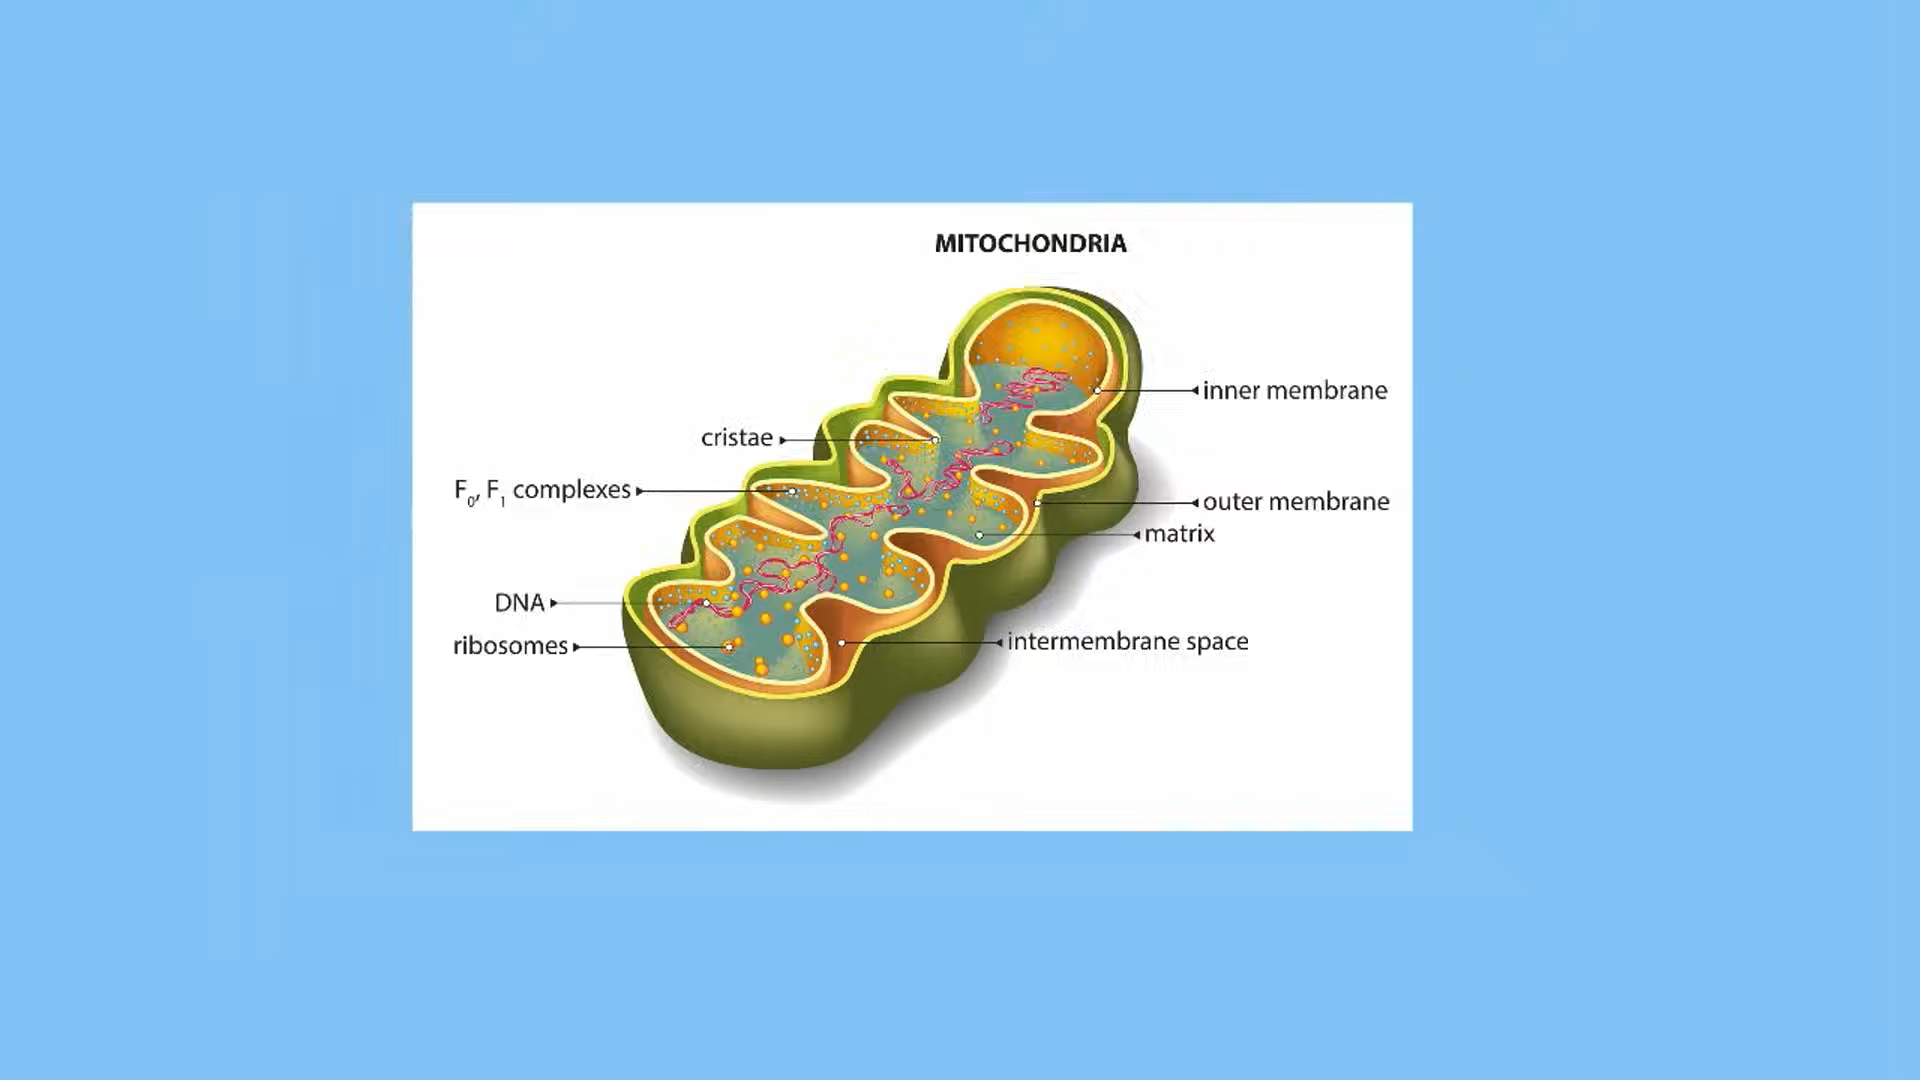 MITOCHONDRIA
inner membrane
cristae
F₀, F₁ complexes
outer membrane
matrix
DNA
ribosomes
intermembrane space